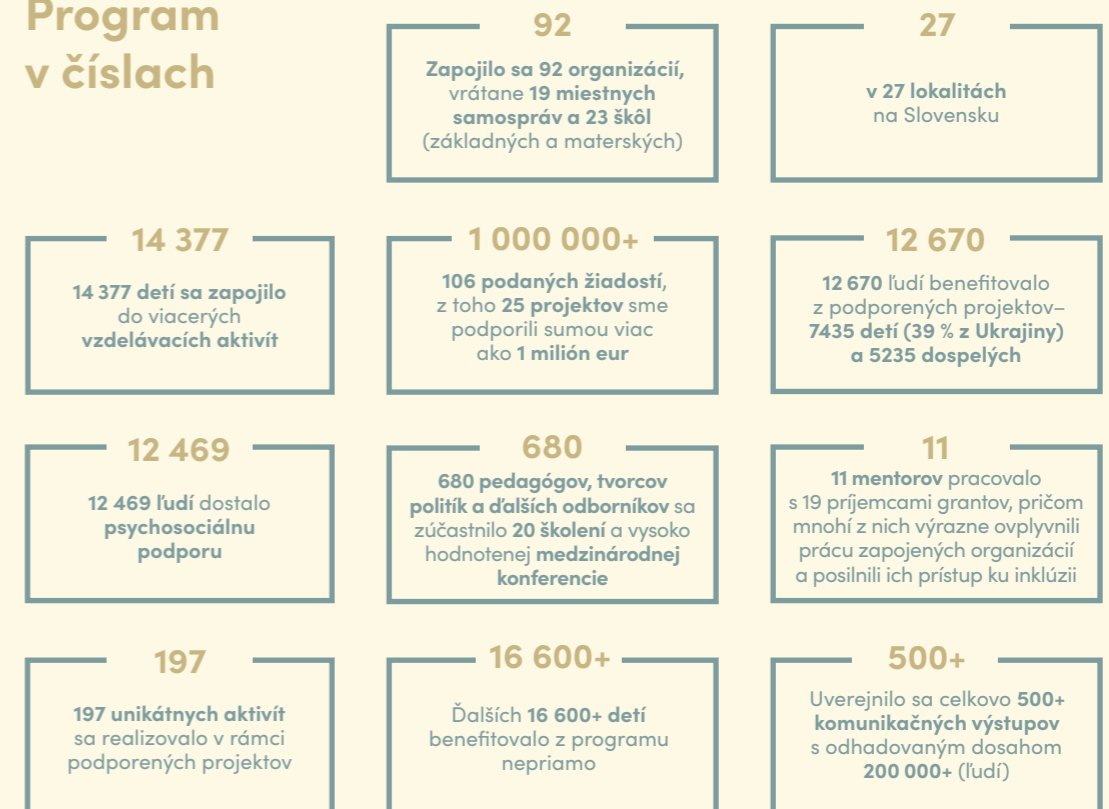 Program
v číslach
92
Zapojilo sa 92 organizácií,
vrátane 19 miestnych
samospráv a 23 škôl
(základných a materských)
27
v 27 lokalitách
na Slovensku
14 377
14 377 detí sa zapojilo
do viacerých
vzdelávacích aktivít
1 000 000+
106 podaných žiadostí,
z toho 25 projektov sme
podporili sumou viac
ako 1 milión eur
12 670
12 670 ľudí benefitovalo
z podporených projektov–
7435 detí (39 % z Ukrajiny)
a 5235 dospelých
12 469
12 469 ľudí dostalo
psychosociálnu
podporu
680
680 pedagógov, tvorcov
politík a ďalších odborníkov sa
zúčastnilo 20 školení a vysoko
hodnotenej medzinárodnej
konferencie
11
11 mentorov pracovalo
s 19 príjemcami grantov, pričom
mnohí z nich výrazne ovplyvnili
prácu zapojených organizácií
a posilnili ich prístup ku inklúzii
197
197 unikátnych aktivít
sa realizovalo v rámci
podporených projektov
16 600+
Ďalších 16 600+ detí
benefitovalo z programu
nepriamo
500+
Uverejnilo sa celkovo 500+
komunikačných výstupov
s odhadovaným dosahom
200 000+ (ľudí)